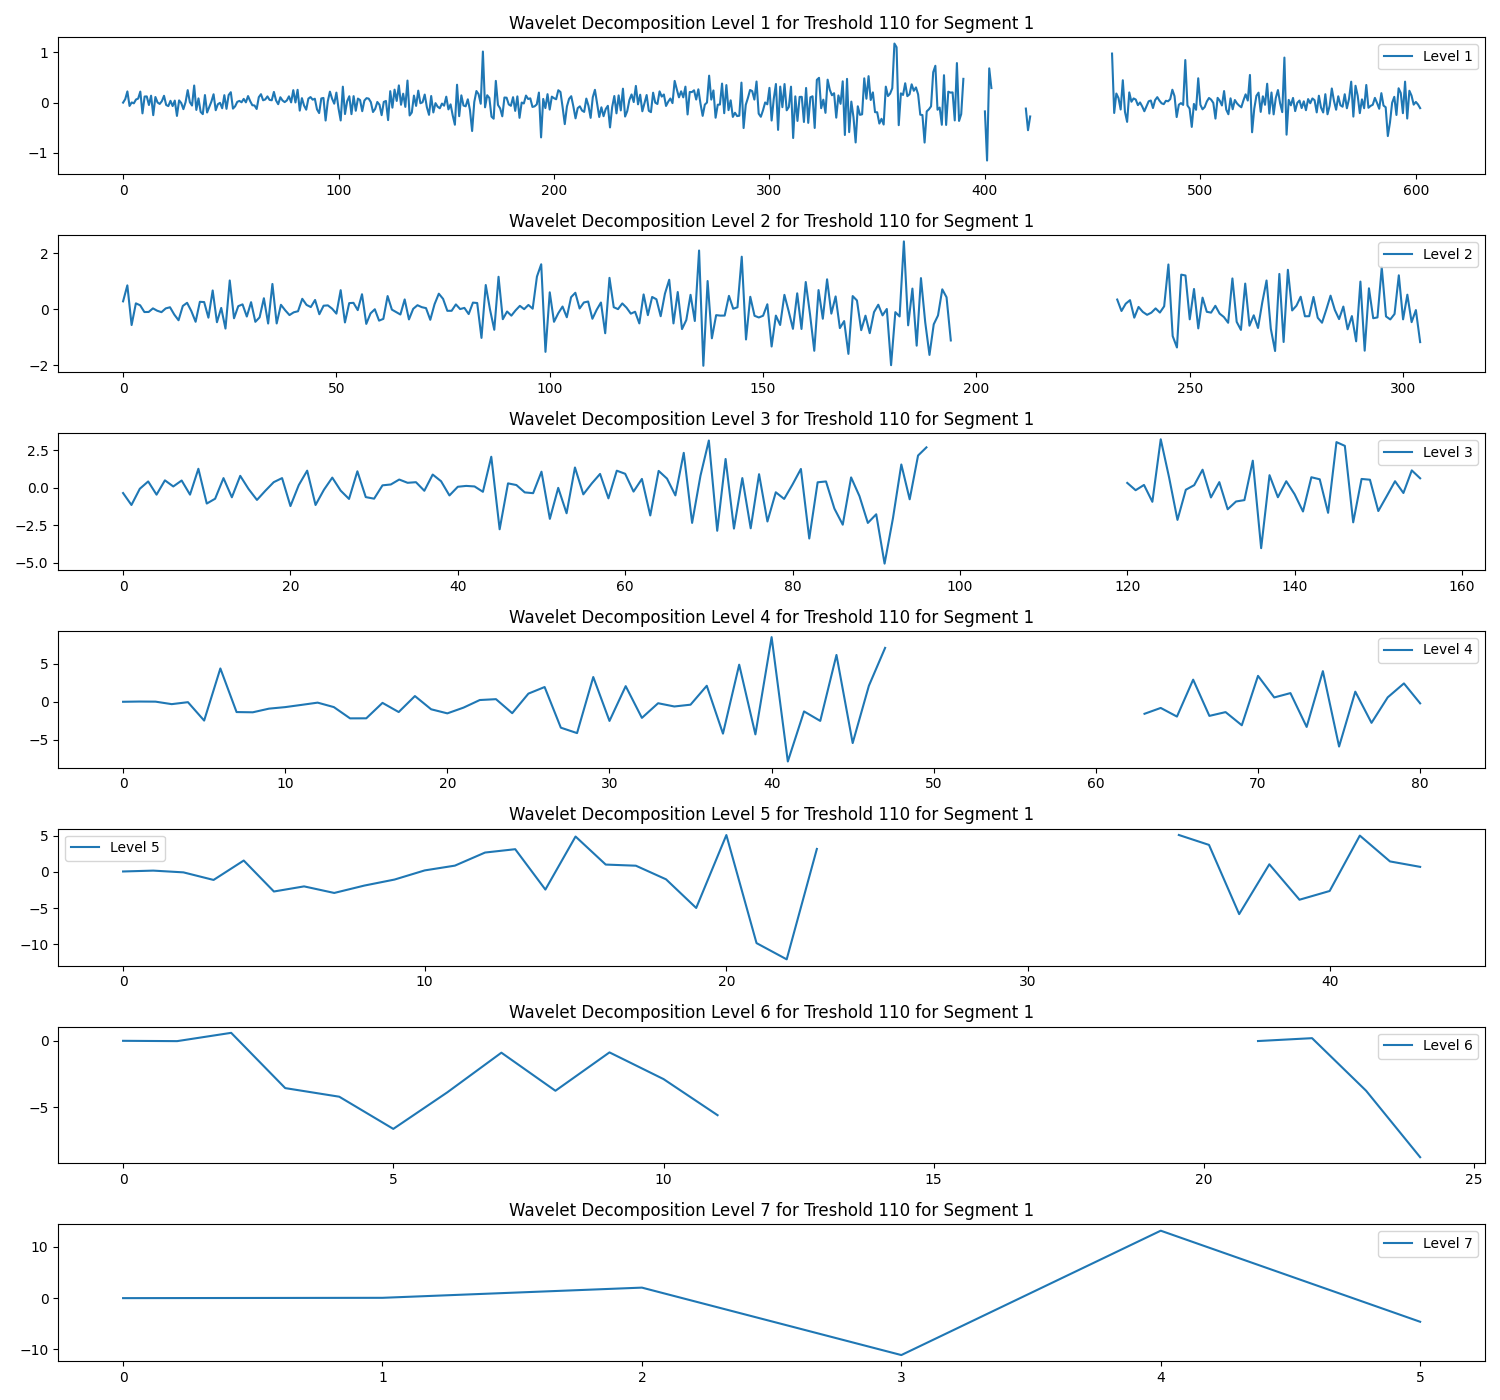 Wavelet Decomposition Level 1 for Treshold 110 for Segment 1
1
0
−1
Level 1
0 100 200 300 400 500 600
Wavelet Decomposition Level 2 for Treshold 110 for Segment 1
2
0
−2
Level 2
0 50 100 150 200 250 300
Wavelet Decomposition Level 3 for Treshold 110 for Segment 1
2.5
0.0
−2.5
−5.0
Level 3
0 20 40 60 80 100 120 140 160
Wavelet Decomposition Level 4 for Treshold 110 for Segment 1
5
0
−5
Level 4
0 10 20 30 40 50 60 70 80
Wavelet Decomposition Level 5 for Treshold 110 for Segment 1
5
0
−5
−10
Level 5
0 10 20 30 40
Wavelet Decomposition Level 6 for Treshold 110 for Segment 1
0
−5
Level 6
0 5 10 15 20 25
Wavelet Decomposition Level 7 for Treshold 110 for Segment 1
10
0
−10
Level 7
0 1 2 3 4 5